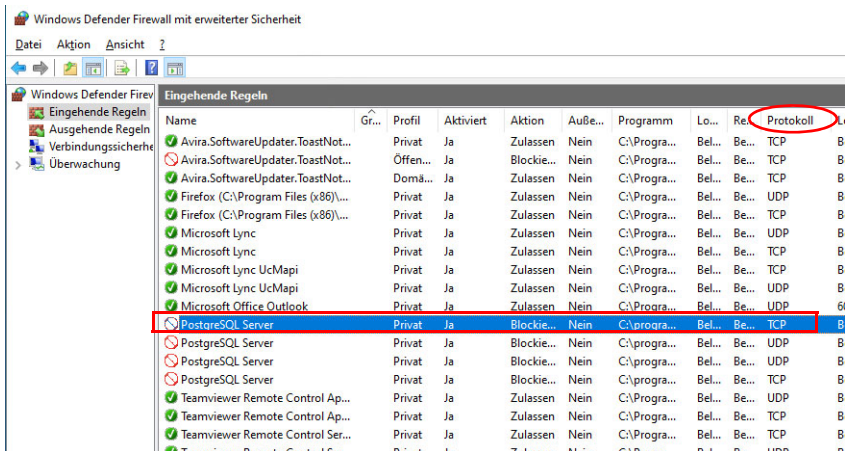 Windows Defender Firewall mit erweiterter Sicherheit
Datei Aktion Ansicht ?
Windows Defender Firev
Eingehende Regeln
Ausgehende Regeln
Verbindungssicherhe
Überwachung
Eingehende Regeln
Name Gr... Profil Aktiviert Aktion Auße... Programm Lo... Re... Protokoll Lo
Avira.SoftwareUpdater.ToastNot... Privat Ja Zulassen Nein C:\Progra... Bel... Be... TCP B
Avira.SoftwareUpdater.ToastNot... Öffen... Ja Blockie... Nein C:\Progra... Bel... Be... TCP B
Avira.SoftwareUpdater.ToastNot... Domä... Ja Zulassen Nein C:\Progra... Bel... Be... TCP B
Firefox (C:\Program Files (x86)\... Privat Ja Zulassen Nein C:\Progra... Bel... Be... UDP B
Firefox (C:\Program Files (x86)\... Privat Ja Zulassen Nein C:\Progra... Bel... Be... TCP B
Microsoft Lync Privat Ja Zulassen Nein C:\Progra... Bel... Be... UDP B
Microsoft Lync Privat Ja Zulassen Nein C:\Progra... Bel... Be... TCP B
Microsoft Lync UcMapi Privat Ja Zulassen Nein C:\Progra... Bel... Be... TCP B
Microsoft Lync UcMapi Privat Ja Zulassen Nein C:\Progra... Bel... Be... UDP B
Microsoft Office Outlook Privat Ja Zulassen Nein C:\Progra... Bel... Be... UDP 60
PostgreSQL Server Privat Ja Blockie... Nein C:\progra... Bel... Be... TCP B
PostgreSQL Server Privat Ja Blockie... Nein C:\Progra... Bel... Be... UDP B
PostgreSQL Server Privat Ja Blockie... Nein C:\progra... Bel... Be... UDP B
PostgreSQL Server Privat Ja Blockie... Nein C:\Progra... Bel... Be... TCP B
Teamviewer Remote Control Ap... Privat Ja Zulassen Nein C:\Progra... Bel... Be... UDP B
Teamviewer Remote Control Ap... Privat Ja Zulassen Nein C:\Progra... Bel... Be... TCP B
Teamviewer Remote Control Ser... Privat Ja Zulassen Nein C:\Progra... Bel... Be... TCP B